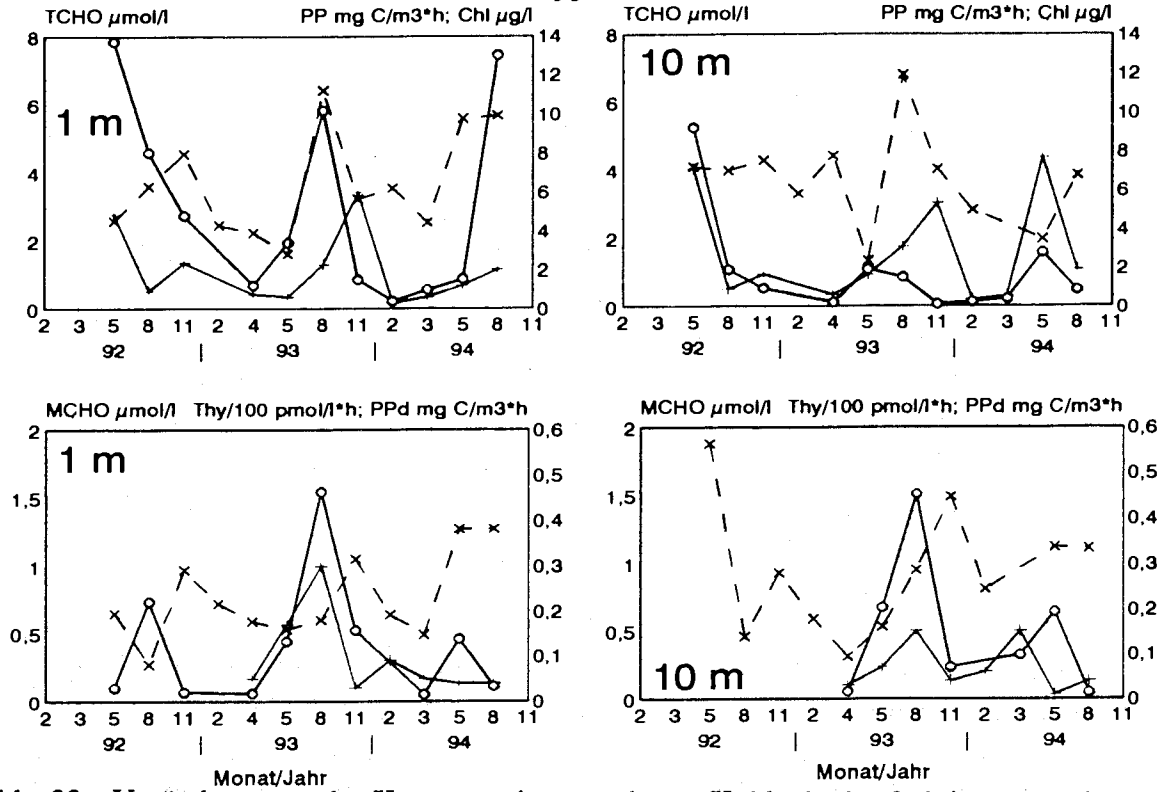 TCHO µmol/l PP mg C/m3*h; Chl µg/l
8 14
12
6 10
1 m
8
4
6
2 4
2
0 0
2 3 5 8 11 2 4 5 8 11 2 3 5 8 11
92 | 93 | 94
TCHO µmol/l PP mg C/m3*h; Chl µg/l
8 14
10 m
12
6 10
8
4
6
2 4
2
0 0
2 3 5 8 11 2 4 5 8 11 2 3 5 8 11
92 | 93 | 94
MCHO µmol/l Thy/100 pmol/l*h; PPd mg C/m3*h
2 0,6
1 m
0,5
1,5
0,4
1 0,3
0,2
0,5
0,1
0 0
2 3 5 8 11 2 4 5 8 11 2 3 5 8 11
92 | 93 | 94
Monat/Jahr
MCHO µmol/l Thy/100 pmol/l*h; PPd mg C/m3*h
2 0,6
0,5
1,5
0,4
1 0,3
0,2
0,5
10 m
0,1
0 0
2 3 5 8 11 2 4 5 8 11 2 3 5 8 11
92 | 93 | 94
Monat/Jahr